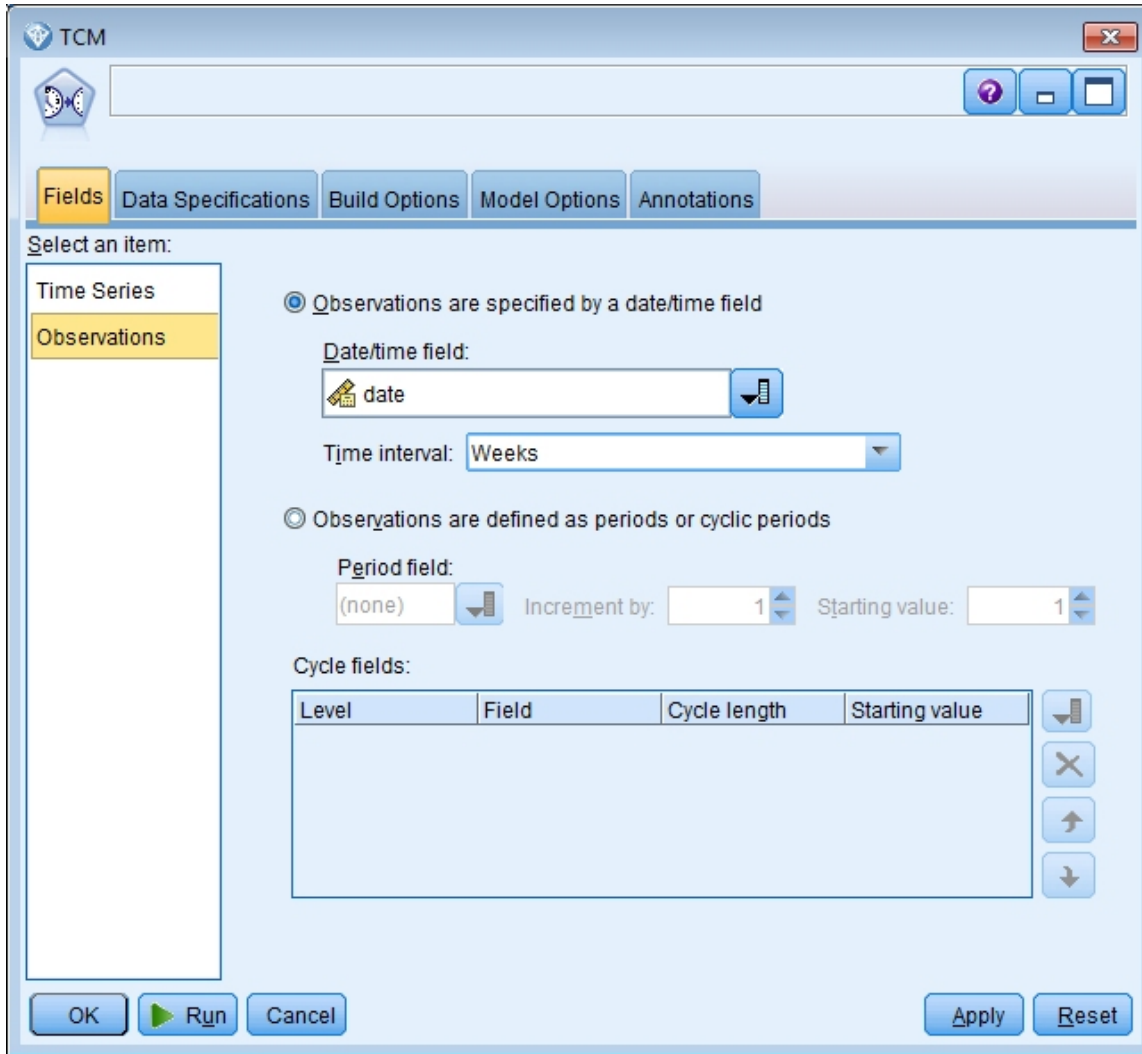 TCM
Fields Data Specifications Build Options Model Options Annotations
Select an item:
Time Series
Observations
Observations are specified by a date/time field
Date/time field:
date
Time interval: Weeks
Observations are defined as periods or cyclic periods
Period field:
(none) Increment by: 1 Starting value: 1
Cycle fields:
Level Field Cycle length Starting value
OK Run Cancel Apply Reset